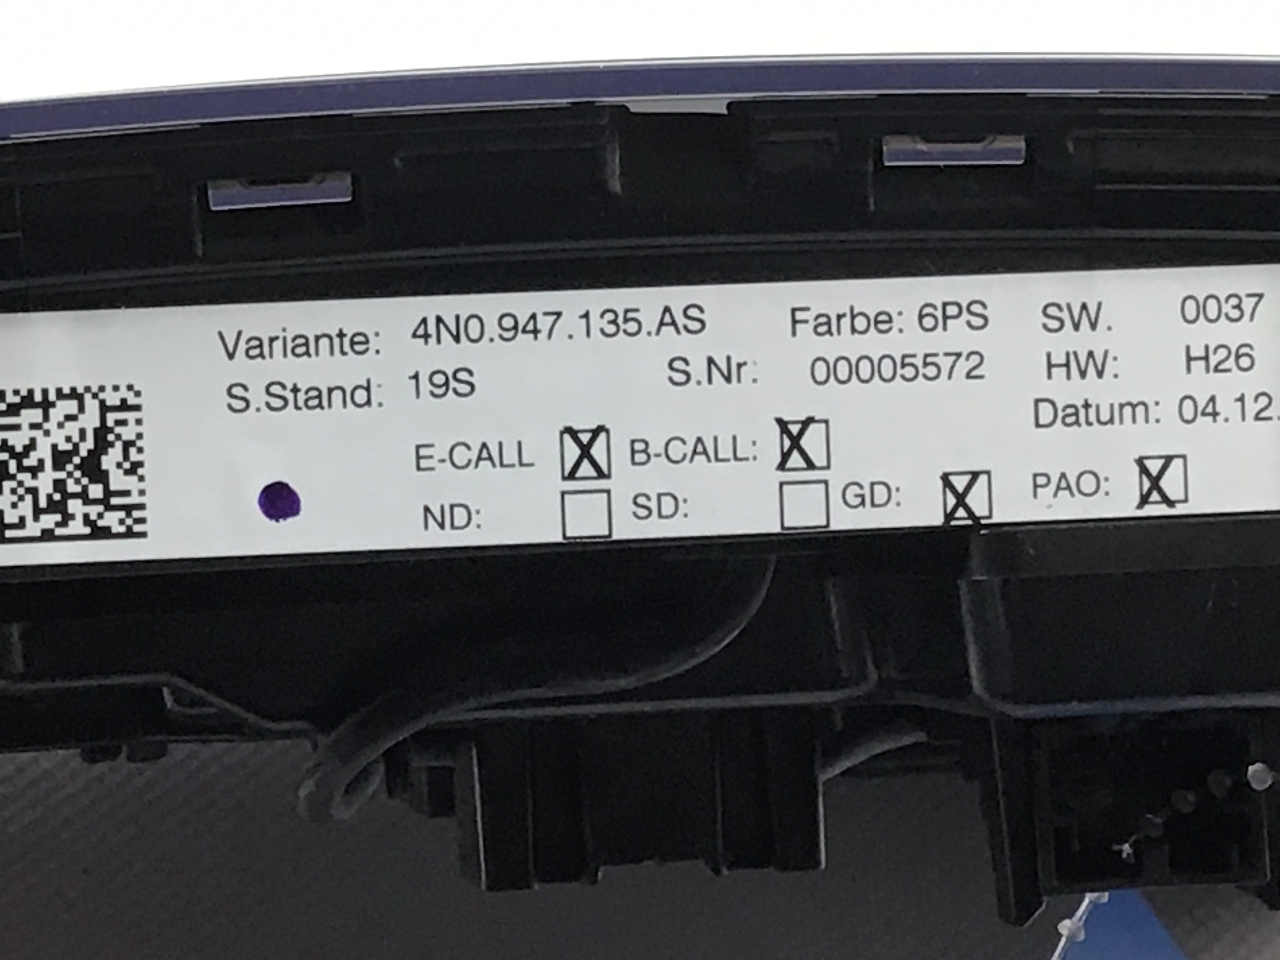 Variante: 4N0.947.135.AS Farbe: 6PS SW. 0037
S.Stand: 19S S.Nr: 00005572 HW: H26
Datum: 04.12.
E-CALL X B-CALL: X
ND: SD: GD: X PAO: X